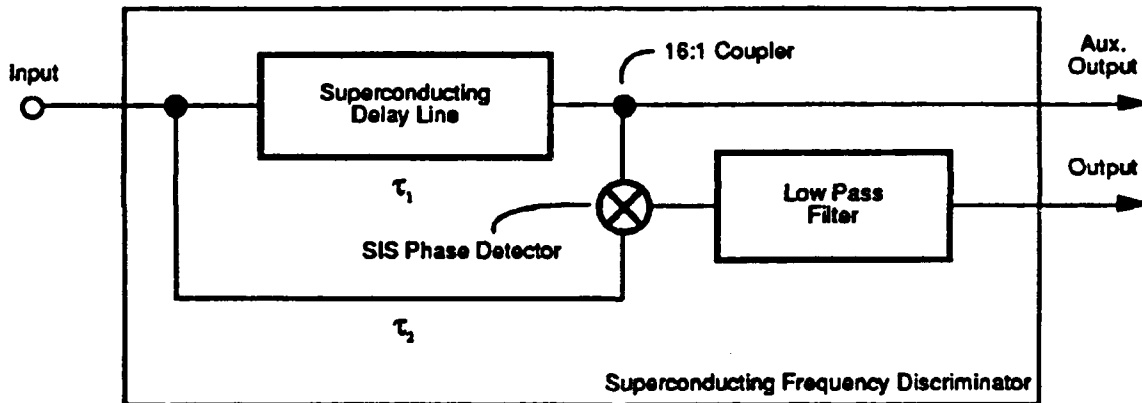 16:1 Coupler
Aux.
Output
Input
Superconducting
Delay Line
Output
τ₁
Low Pass
Filter
SIS Phase Detector
τ₂
Superconducting Frequency Discriminator